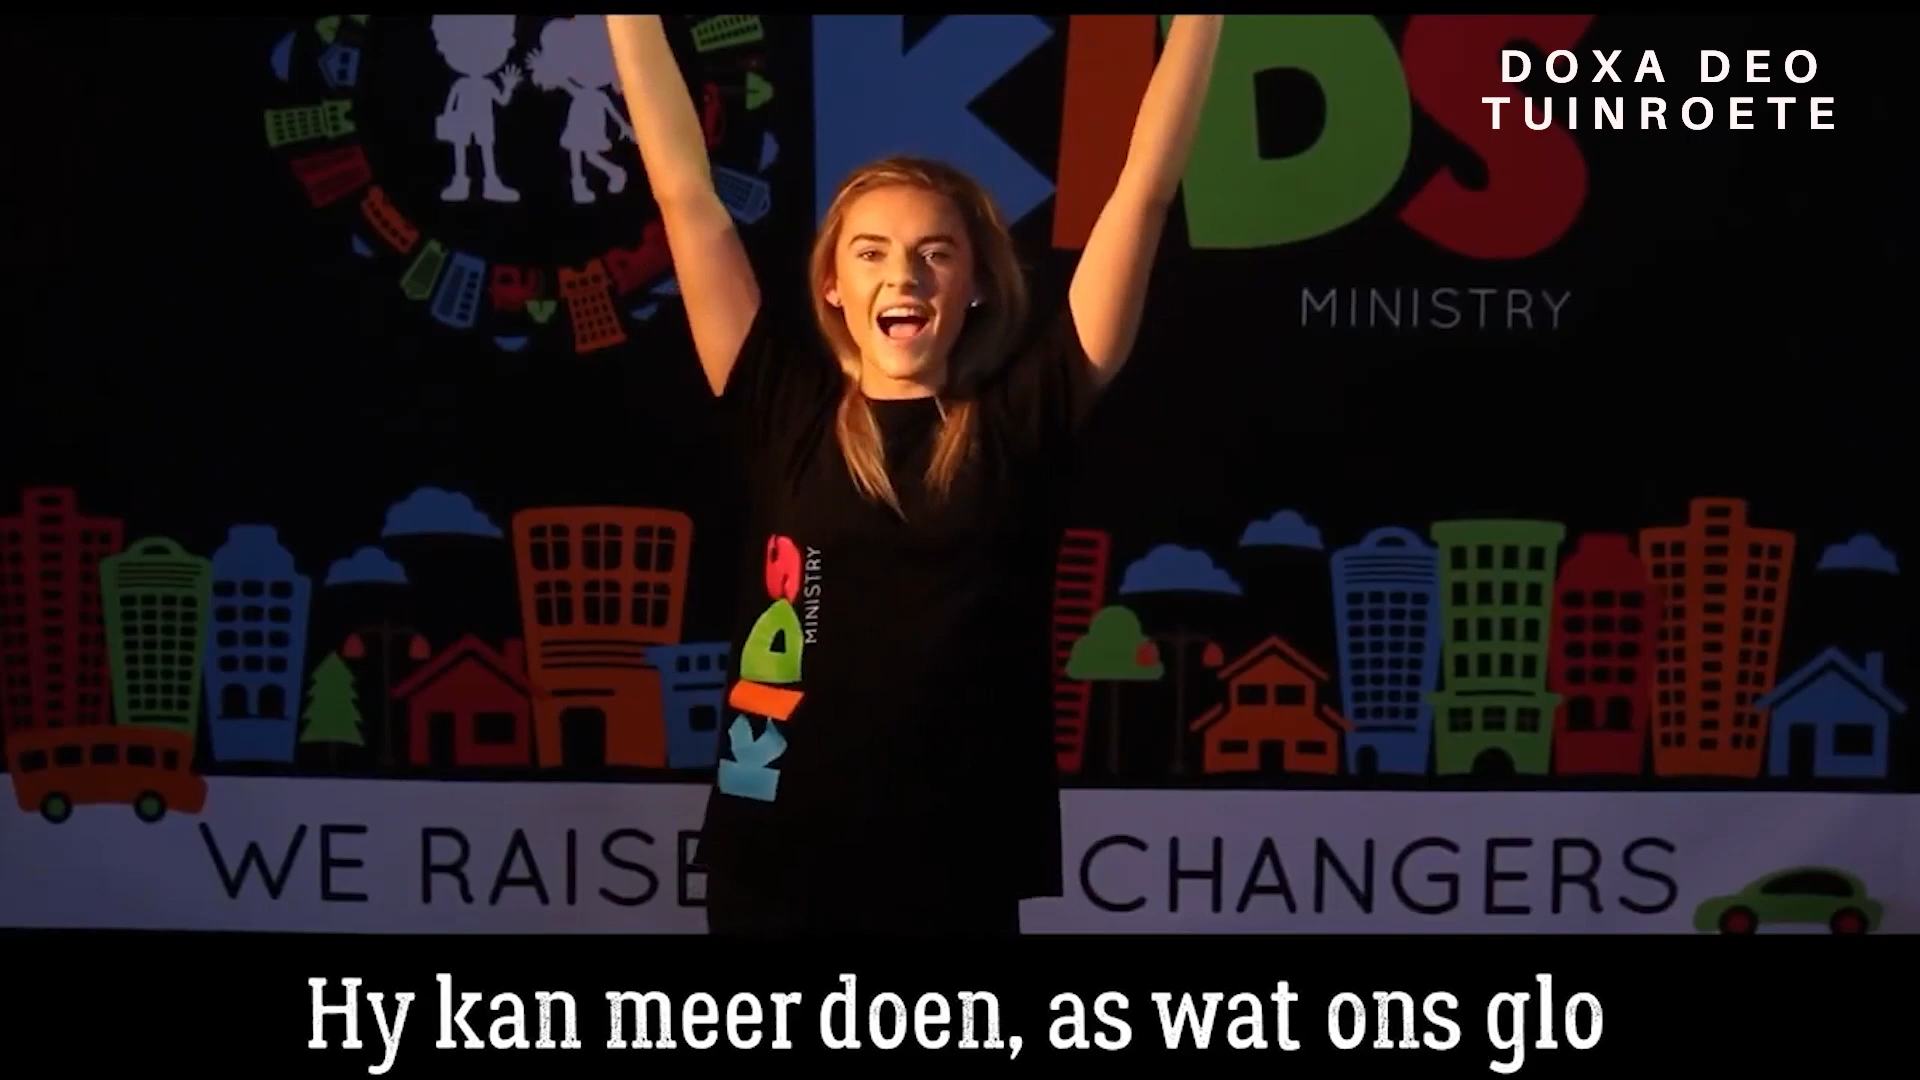 DOXA DEO
TUINROETE
KIDS
MINISTRY
KIDS
MINISTRY
WE RAISE CHANGERS
Hy kan meer doen, as wat ons glo